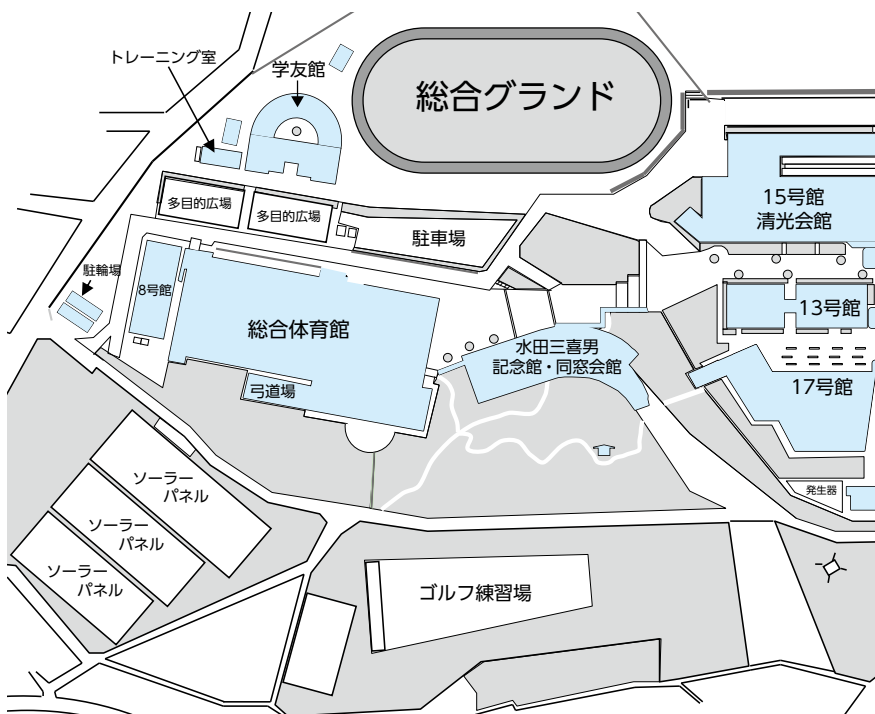 トレーニング室
学友館
総合グランド
15号館
清光会館
多目的広場
多目的広場
駐車場
駐輪場
8号館
総合体育館
13号館
水田三喜男
記念館・同窓会館
弓道場
17号館
ソーラー
パネル
発生器
ソーラー
パネル
ソーラー
パネル
ゴルフ練習場